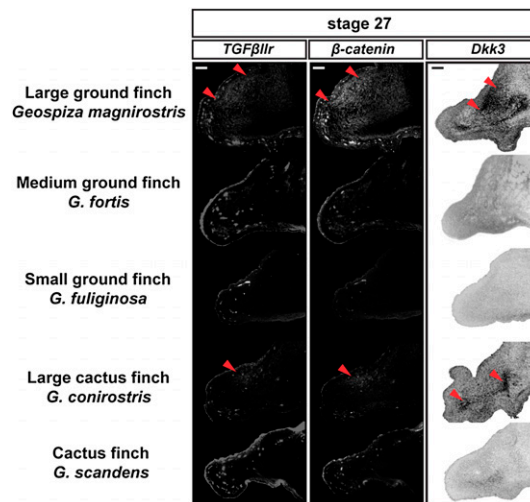 stage 27
TGFβIIr β-catenin Dkk3
Large ground finch
Geospiza magnirostris
Medium ground finch
G. fortis
Small ground finch
G. fuliginosa
Large cactus finch
G. conirostris
Cactus finch
G. scandens